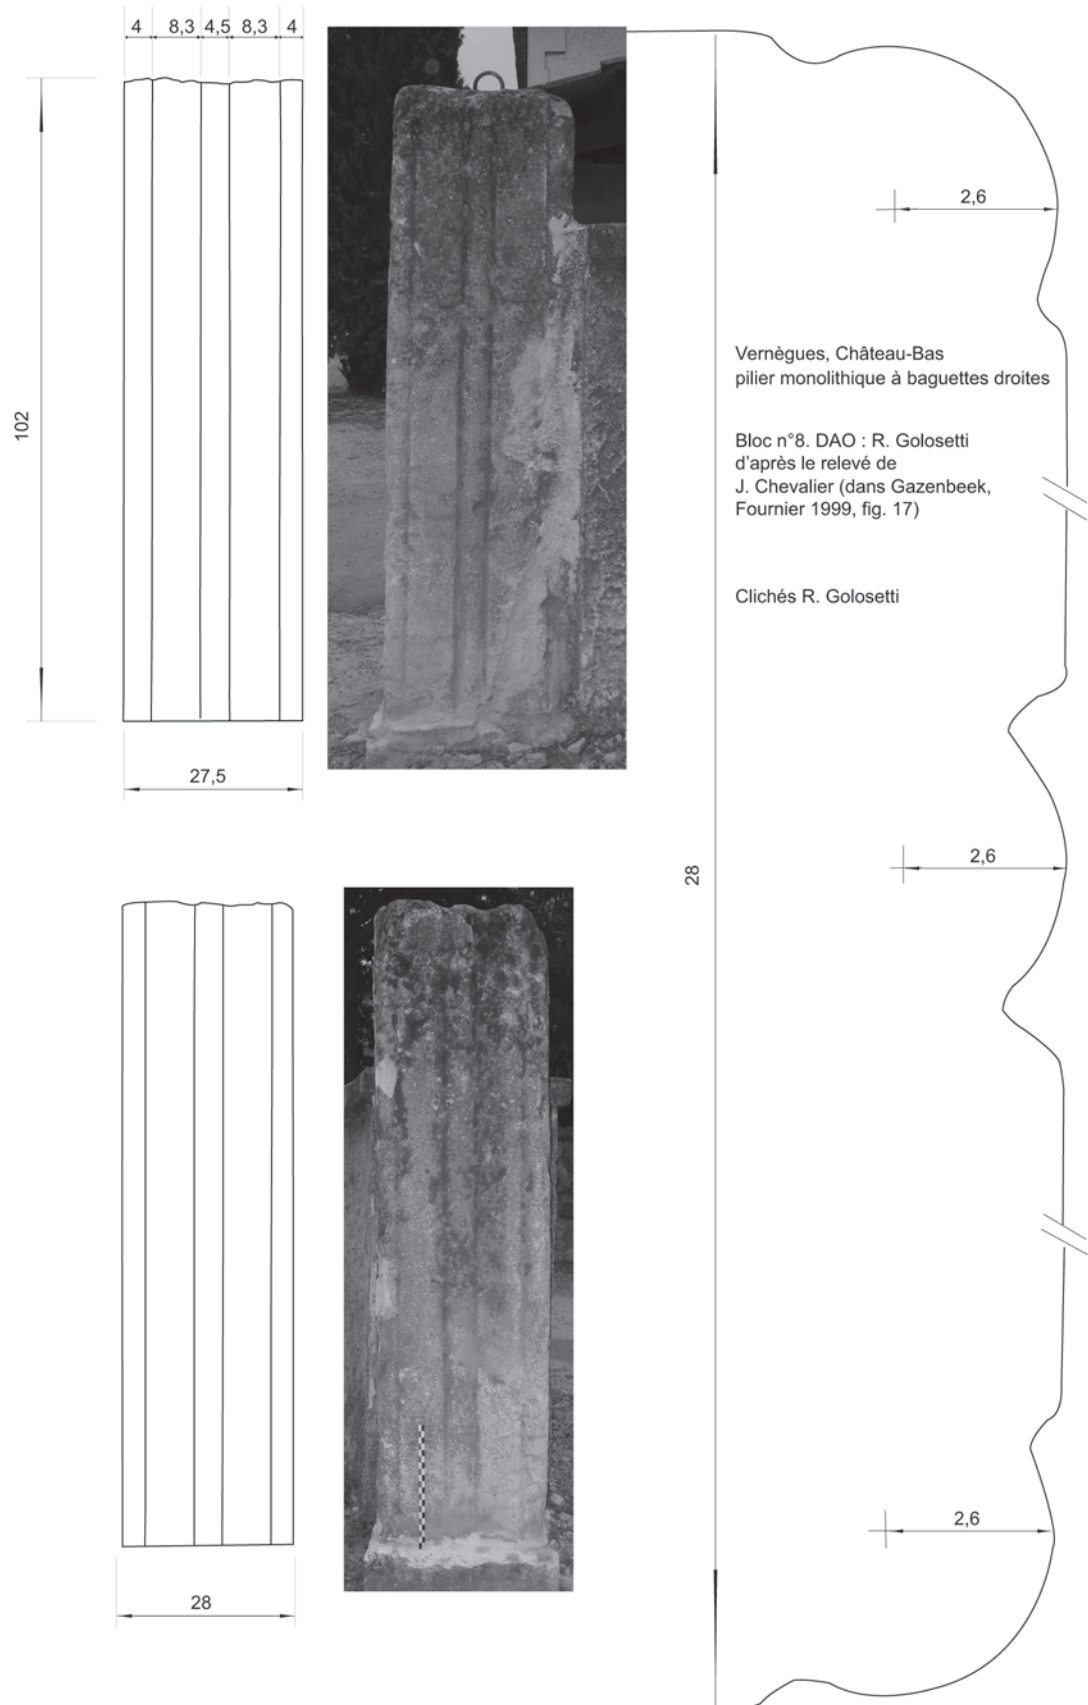 4 8,3 4,5 8,3 4
102
27,5
28
2,6
Vernègues, Château-Bas
pilier monolithique à baguettes droites
Bloc n°8. DAO : R. Golosetti
d'après le relevé de
J. Chevalier (dans Gazenbeek,
Fournier 1999, fig. 17)
Clichés R. Golosetti
28
2,6
2,6